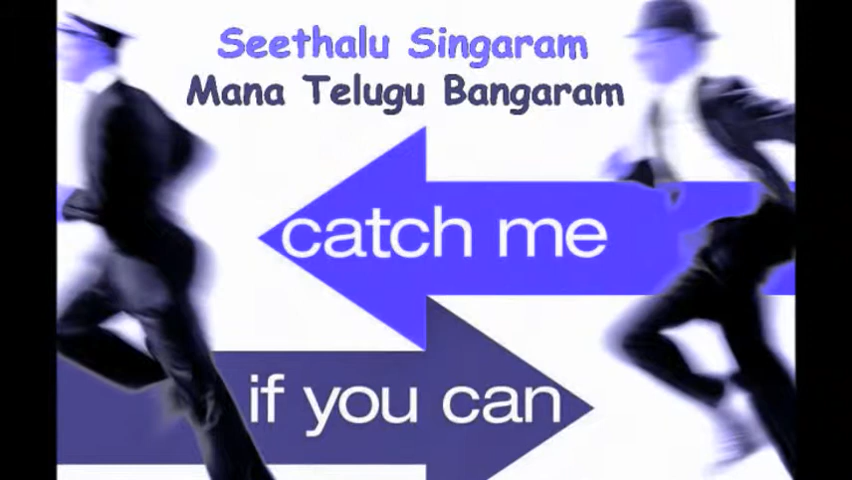 Seethalu Singaram
Mana Telugu Bangaram
catch me
if you can